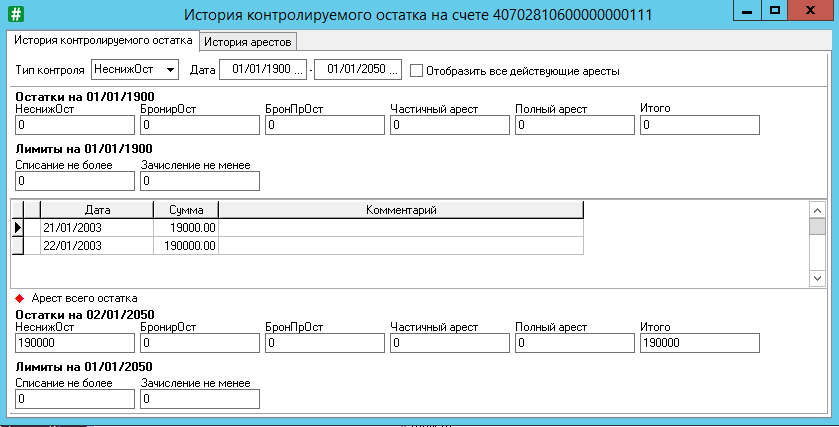 История контролируемого остатка на счете 40702810600000000111
История контролируемого остатка История арестов
Тип контроля НеснижОст Дата 01/01/1900 ... - 01/01/2050 ... Отобразить все действующие аресты
Остатки на 01/01/1900
НеснижОст БронирОст БронПрОст Частичный арест Полный арест Итого
0 0 0 0 0 0
Лимиты на 01/01/1900
Списание не более Зачисление не менее
0 0
Дата Сумма Комментарий
21/01/2003 19000.00
22/01/2003 190000.00
Арест всего остатка
Остатки на 02/01/2050
НеснижОст БронирОст БронПрОст Частичный арест Полный арест Итого
190000 0 0 0 0 190000
Лимиты на 01/01/2050
Списание не более Зачисление не менее
0 0